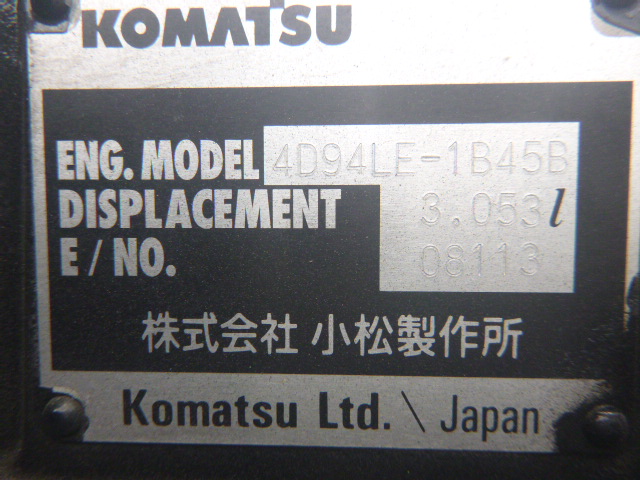 KOMATSU
ENG. MODEL 4D94LE-1B45B
DISPLACEMENT 3.053 l
E / NO. 08113
株式会社 小松製作所
Komatsu Ltd. \ Japan